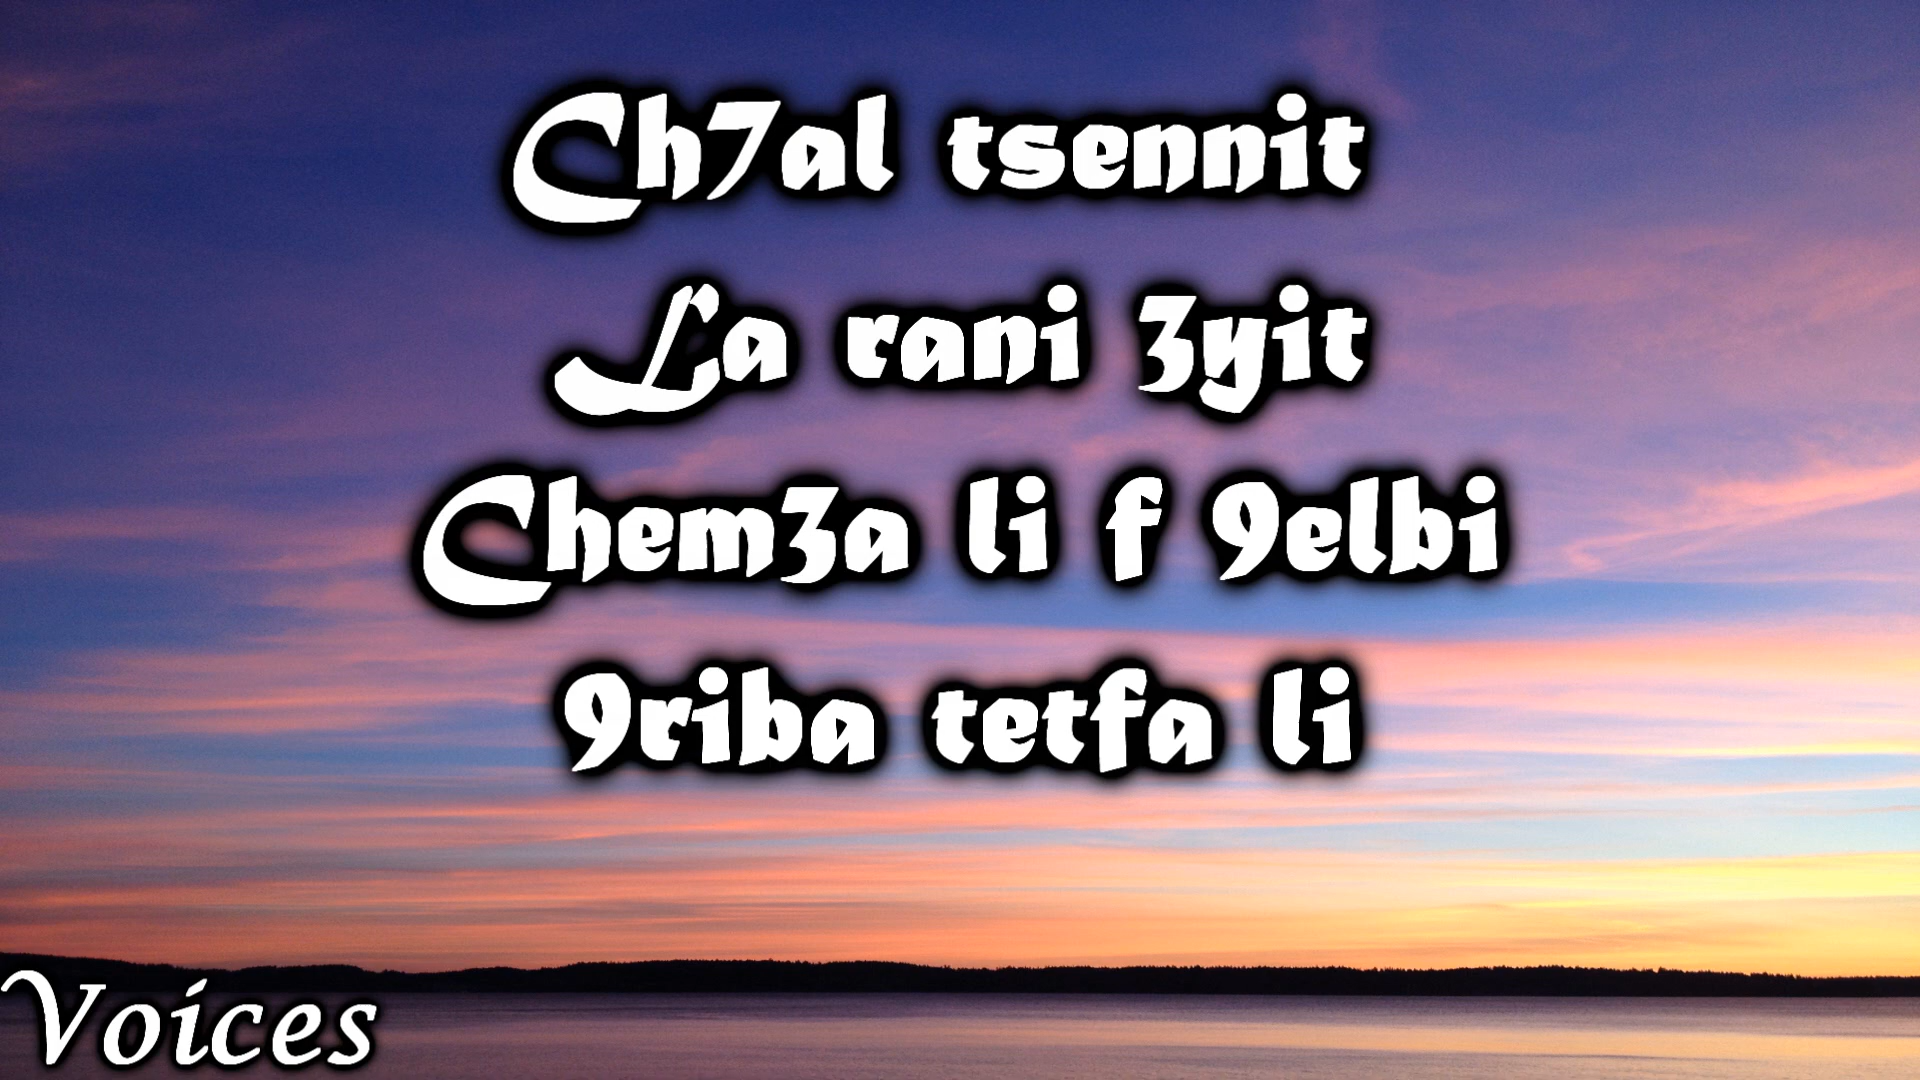 Ch7al tsennit
La rani 3yit
Chem3a li f 9elbi
9riba tetfa li
Voices